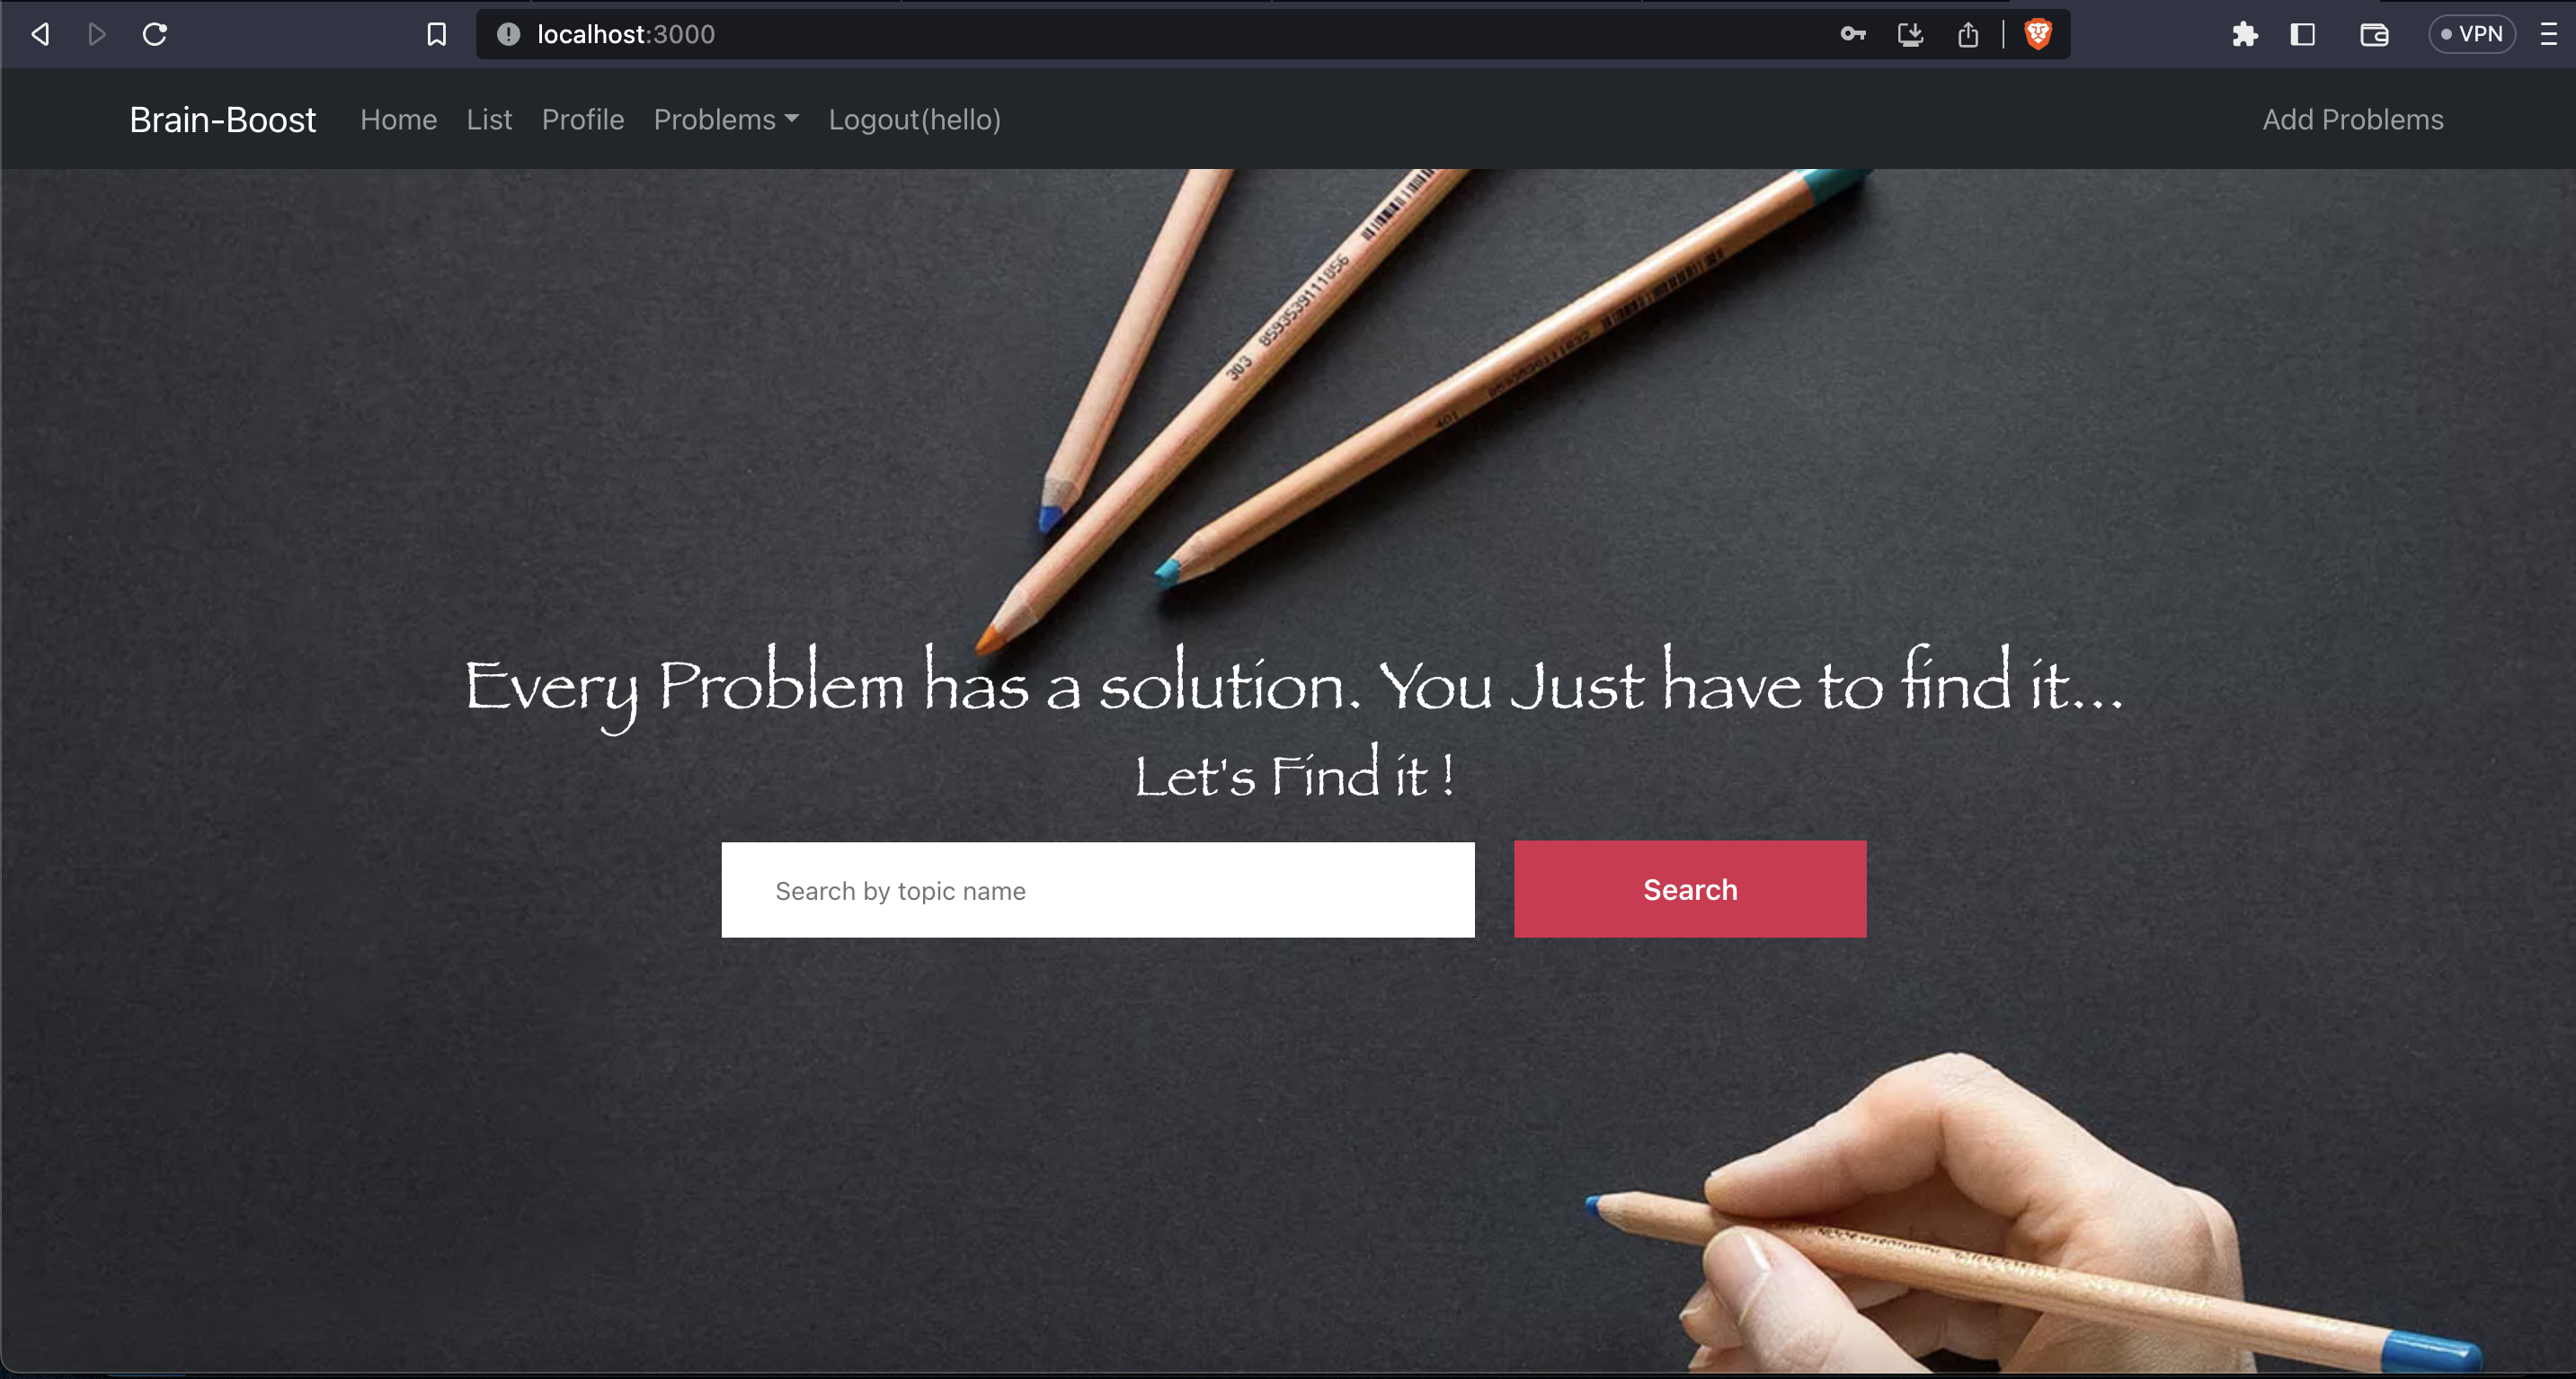 localhost:3000
VPN
Brain-Boost Home List Profile Problems Logout(hello) Add Problems
303 8593539111056
401
Every Problem has a solution. You Just have to find it...
Let's Find it !
Search by topic name Search